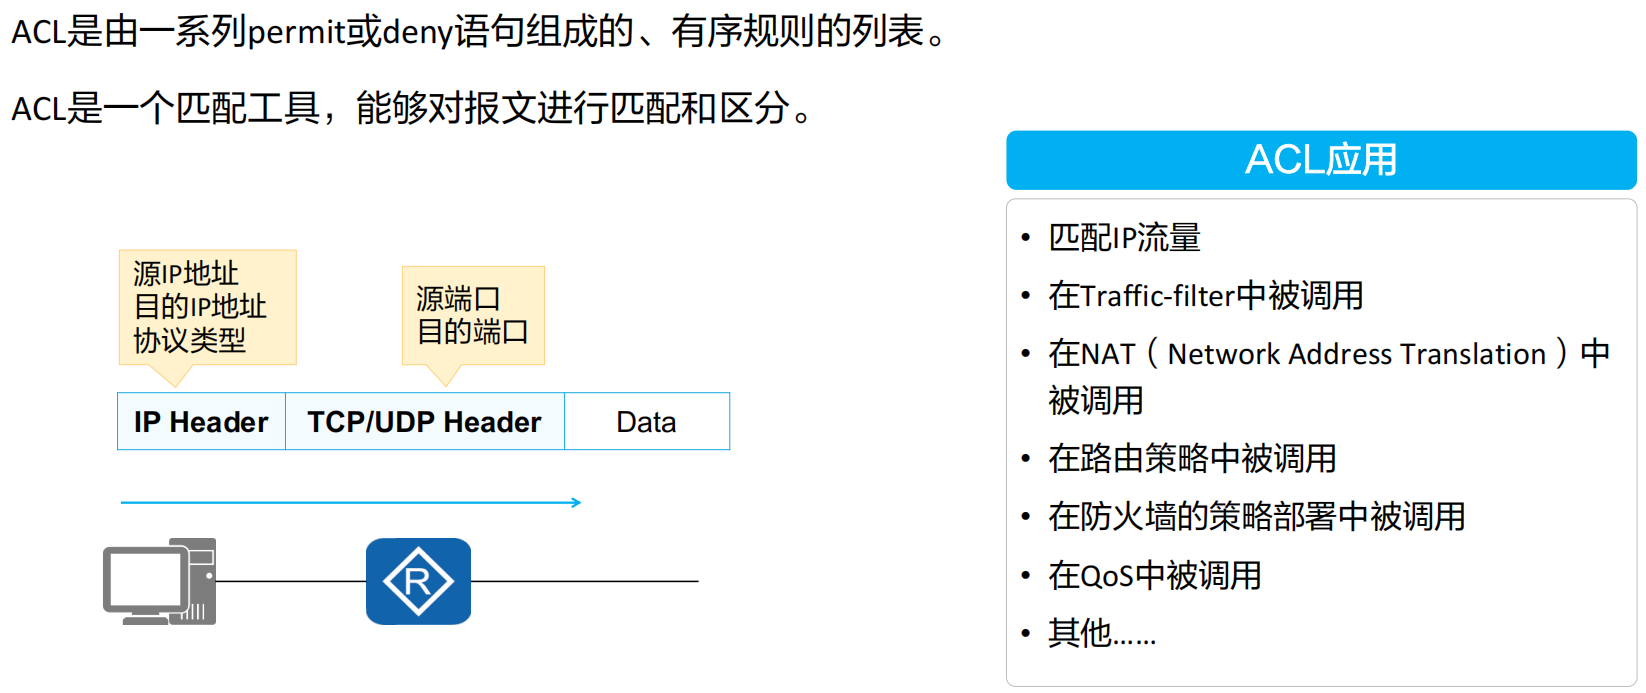 ACL是由一系列permit或deny语句组成的、有序规则的列表。
ACL是一个匹配工具，能够对报文进行匹配和区分。
源IP地址
目的IP地址
协议类型
源端口
目的端口
IP Header
TCP/UDP Header
Data
R
ACL应用
• 匹配IP流量
• 在Traffic-filter中被调用
• 在NAT（Network Address Translation）中
被调用
• 在路由策略中被调用
• 在防火墙的策略部署中被调用
• 在QoS中被调用
• 其他……